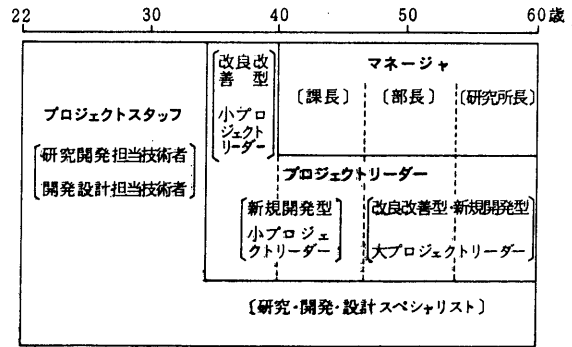 22 30 40 50 60歳
プロジェクトスタッフ
研究開発担当技術者
開発設計担当技術者
改良改
善型
小プロ
ジェクト
リーダー
マネージャ
〔課長〕
〔部長〕
〔研究所長〕
プロジェクトリーダー
新規開発型
小プロジェ
クトリーダー
改良改善型・新規開発型
大プロジェクトリーダー
〔研究・開発・設計スペシャリスト〕